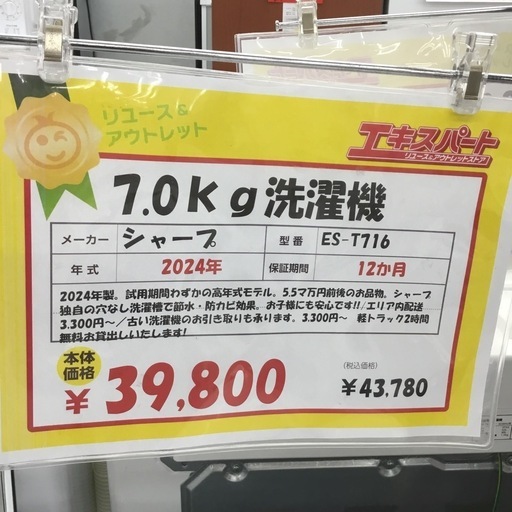 リユース&
アウトレット
エキスパート
リユース&アウトレットストア
7.0kg洗濯機
メーカー シャープ 型番 ES-T716
年式 2024年 保証期間 12か月
2024年製。試用期間わずかの高年式モデル。5.5マ万円前後のお品物。シャープ
独自の穴なし洗濯槽で節水・防カビ効果。お子様にも安心です!!/エリア内配送
3.300円~/古い洗濯機のお引き取りも承ります。3.300円~ 軽トラック2時間
無料お貸出しいたします!
本体
価格
¥39,800
(税込価格)
¥43,780